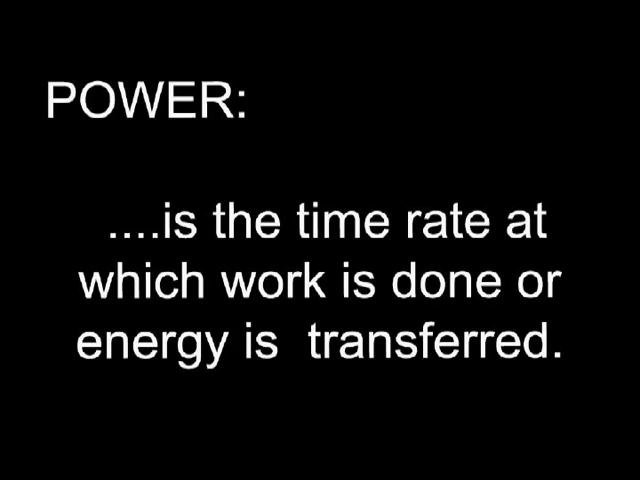 POWER:
....is the time rate at
which work is done or
energy is  transferred.